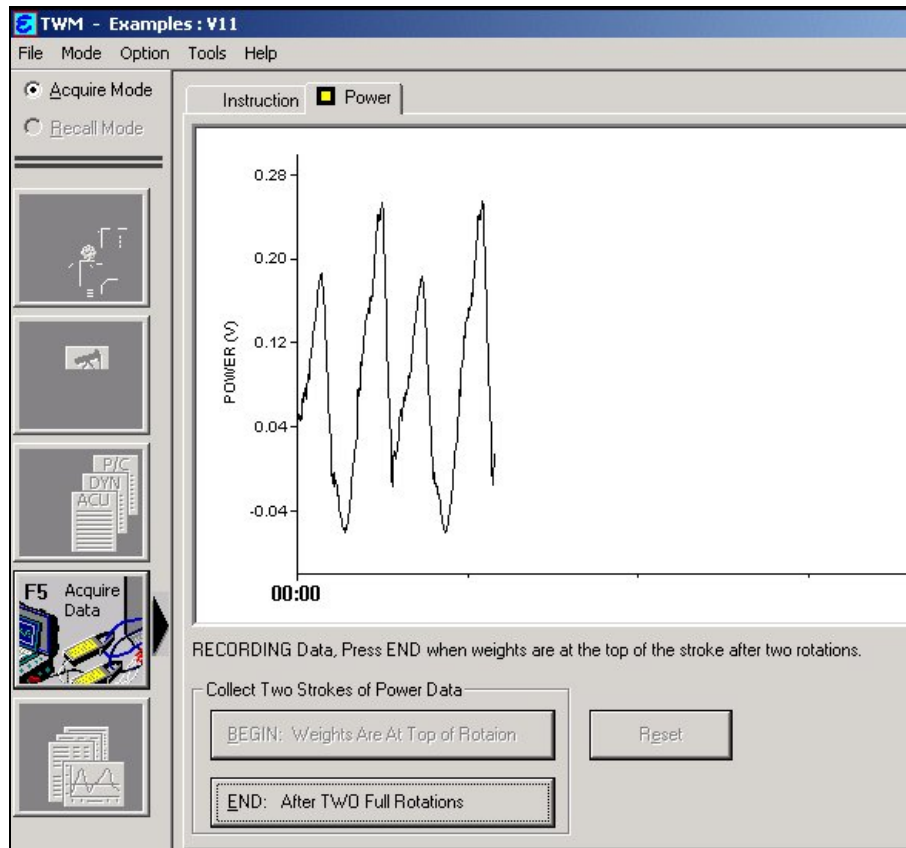 TWM - Examples : V11
File Mode Option Tools Help
Acquire Mode
Recall Mode
Instruction
Power
0.28
0.20
0.12
0.04
-0.04
POWER (V)
00:00
P/C
DYN
ACU
F5 Acquire
Data
RECORDING Data, Press END when weights are at the top of the stroke after two rotations.
Collect Two Strokes of Power Data
BEGIN: Weights Are At Top of Rotaion
Reset
END: After TWO Full Rotations